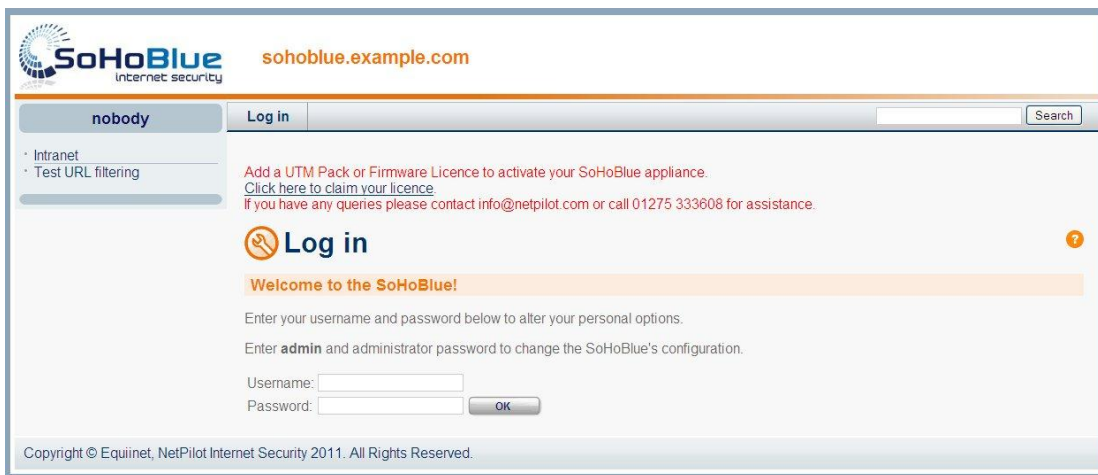 SoHoBlue
internet security
sohoblue.example.com
nobody
Log in
Search
Intranet
Test URL filtering
Add a UTM Pack or Firmware Licence to activate your SoHoBlue appliance.
Click here to claim your licence.
If you have any queries please contact info@netpilot.com or call 01275 333608 for assistance.
Log in
?
Welcome to the SoHoBlue!
Enter your username and password below to alter your personal options.
Enter admin and administrator password to change the SoHoBlue's configuration.
Username:
Password:
OK
Copyright © Equiinet, NetPilot Internet Security 2011. All Rights Reserved.